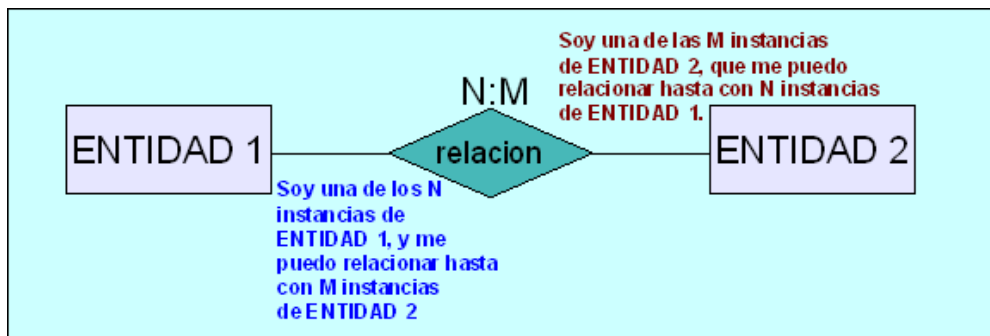 Soy una de las M instancias
de ENTIDAD 2, que me puedo
relacionar hasta con N instancias
de ENTIDAD 1.
N:M
ENTIDAD 1
relacion
ENTIDAD 2
Soy una de los N
instancias de
ENTIDAD 1, y me
puedo relacionar hasta
con M instancias
de ENTIDAD 2